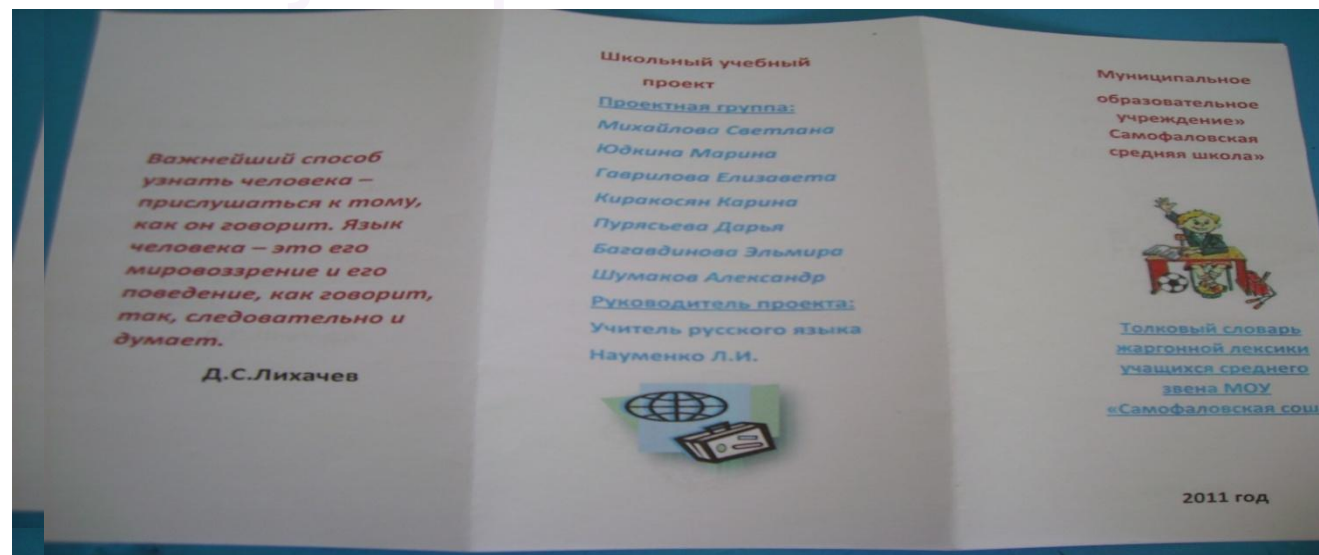 Важнейший способ
узнать человека –
прислушаться к тому,
как он говорит. Язык
человека – это его
мировоззрение и его
поведение, как говорит,
так, следовательно и
думает.
Д.С.Лихачев
Школьный учебный
проект
Проектная группа:
Михайлова Светлана
Юдкина Марина
Гаврилова Елизавета
Киракосян Карина
Пурясьева Дарья
Багавдинова Эльмира
Шумаков Александр
Руководитель проекта:
Учитель русского языка
Науменко Л.И.
Муниципальное
образовательное
учреждение»
Самофаловская
средняя школа»
Толковый словарь
жаргонной лексики
учащихся среднего
звена МОУ
«Самофаловская сош
2011 год